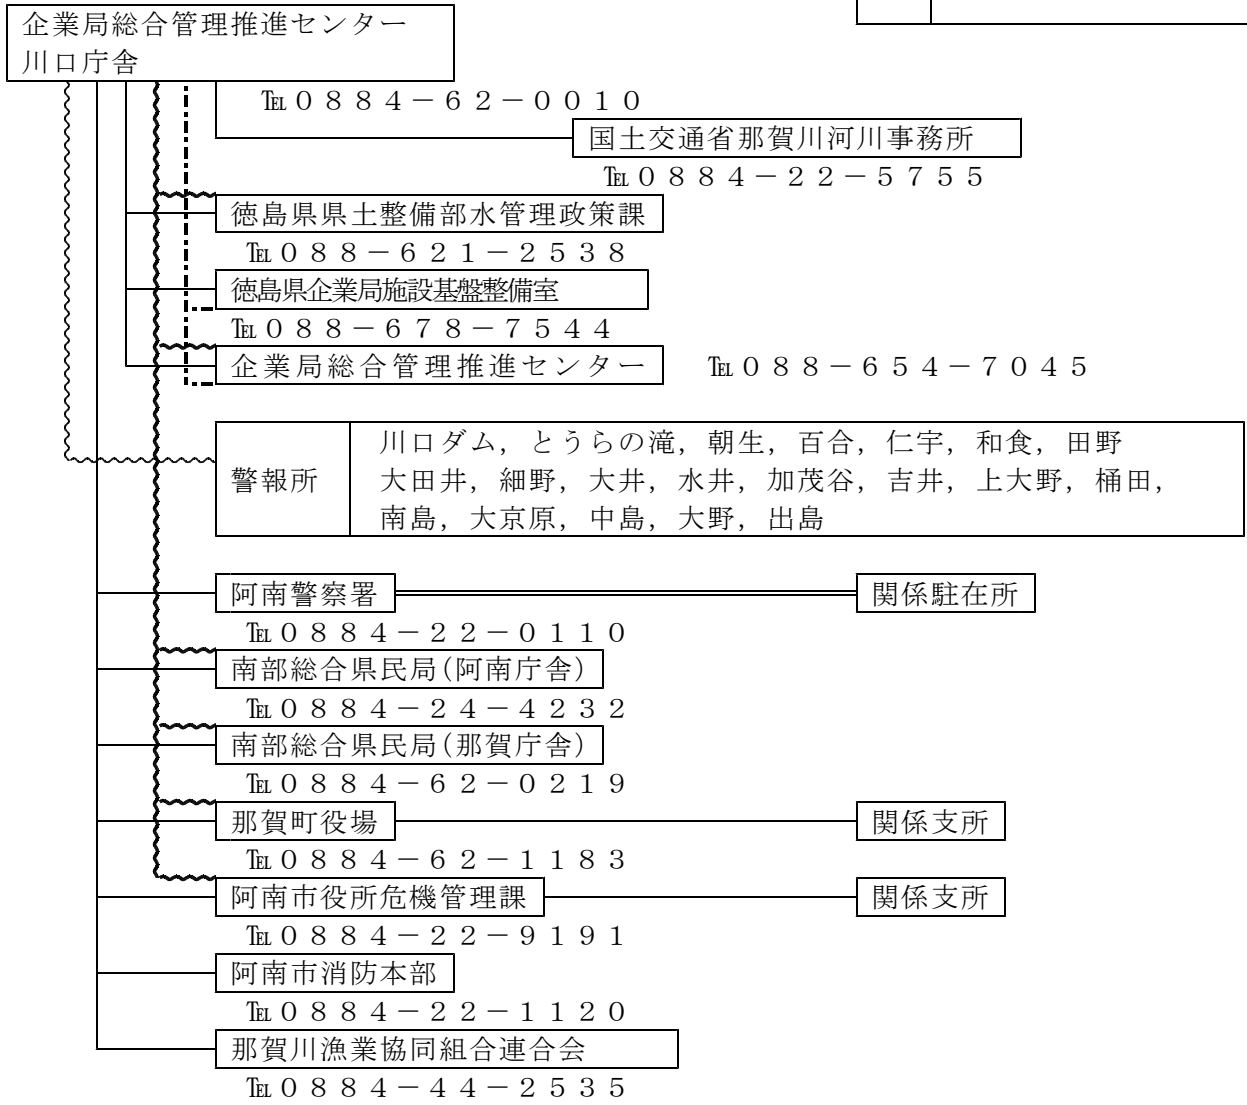 企業局総合管理推進センター
川口庁舎
℡０８８４－６２－００１０
国土交通省那賀川河川事務所
℡０８８４－２２－５７５５
徳島県県土整備部水管理政策課
℡０８８－６２１－２５３８
徳島県企業局施設基盤整備室
℡０８８－６７８－７５４４
企業局総合管理推進センター　℡０８８－６５４－７０４５
川口ダム，とうらの滝，朝生，百合，仁宇，和食，田野
警報所　大田井，細野，大井，水井，加茂谷，吉井，上大野，桶田，
南島，大京原，中島，大野，出島
阿南警察署　関係駐在所
℡０８８４－２２－０１１０
南部総合県民局(阿南庁舎)
℡０８８４－２４－４２３２
南部総合県民局(那賀庁舎)
℡０８８４－６２－０２１９
那賀町役場　関係支所
℡０８８４－６２－１１８３
阿南市役所危機管理課　関係支所
℡０８８４－２２－９１９１
阿南市消防本部
℡０８８４－２２－１１２０
那賀川漁業協同組合連合会
℡０８８４－４４－２５３５